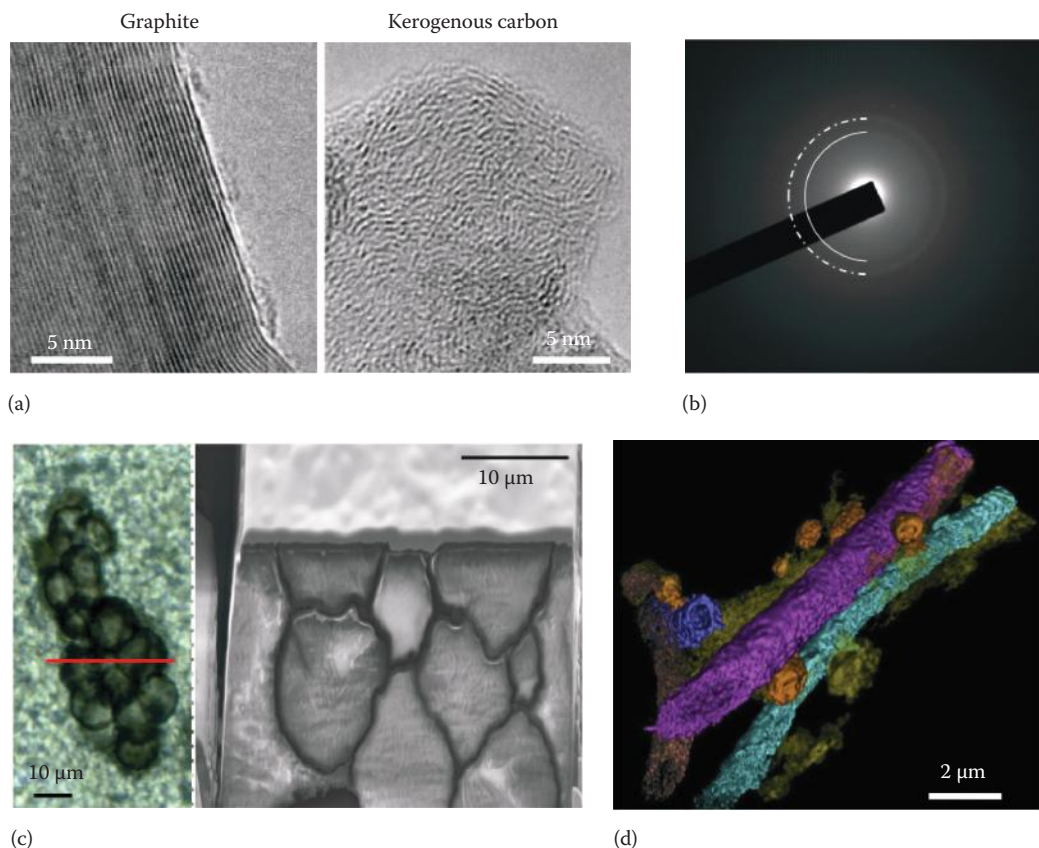 Graphite
Kerogenous carbon
5 nm
5 nm
(a)
(b)
10 µm
10 µm
(c)
2 µm
(d)